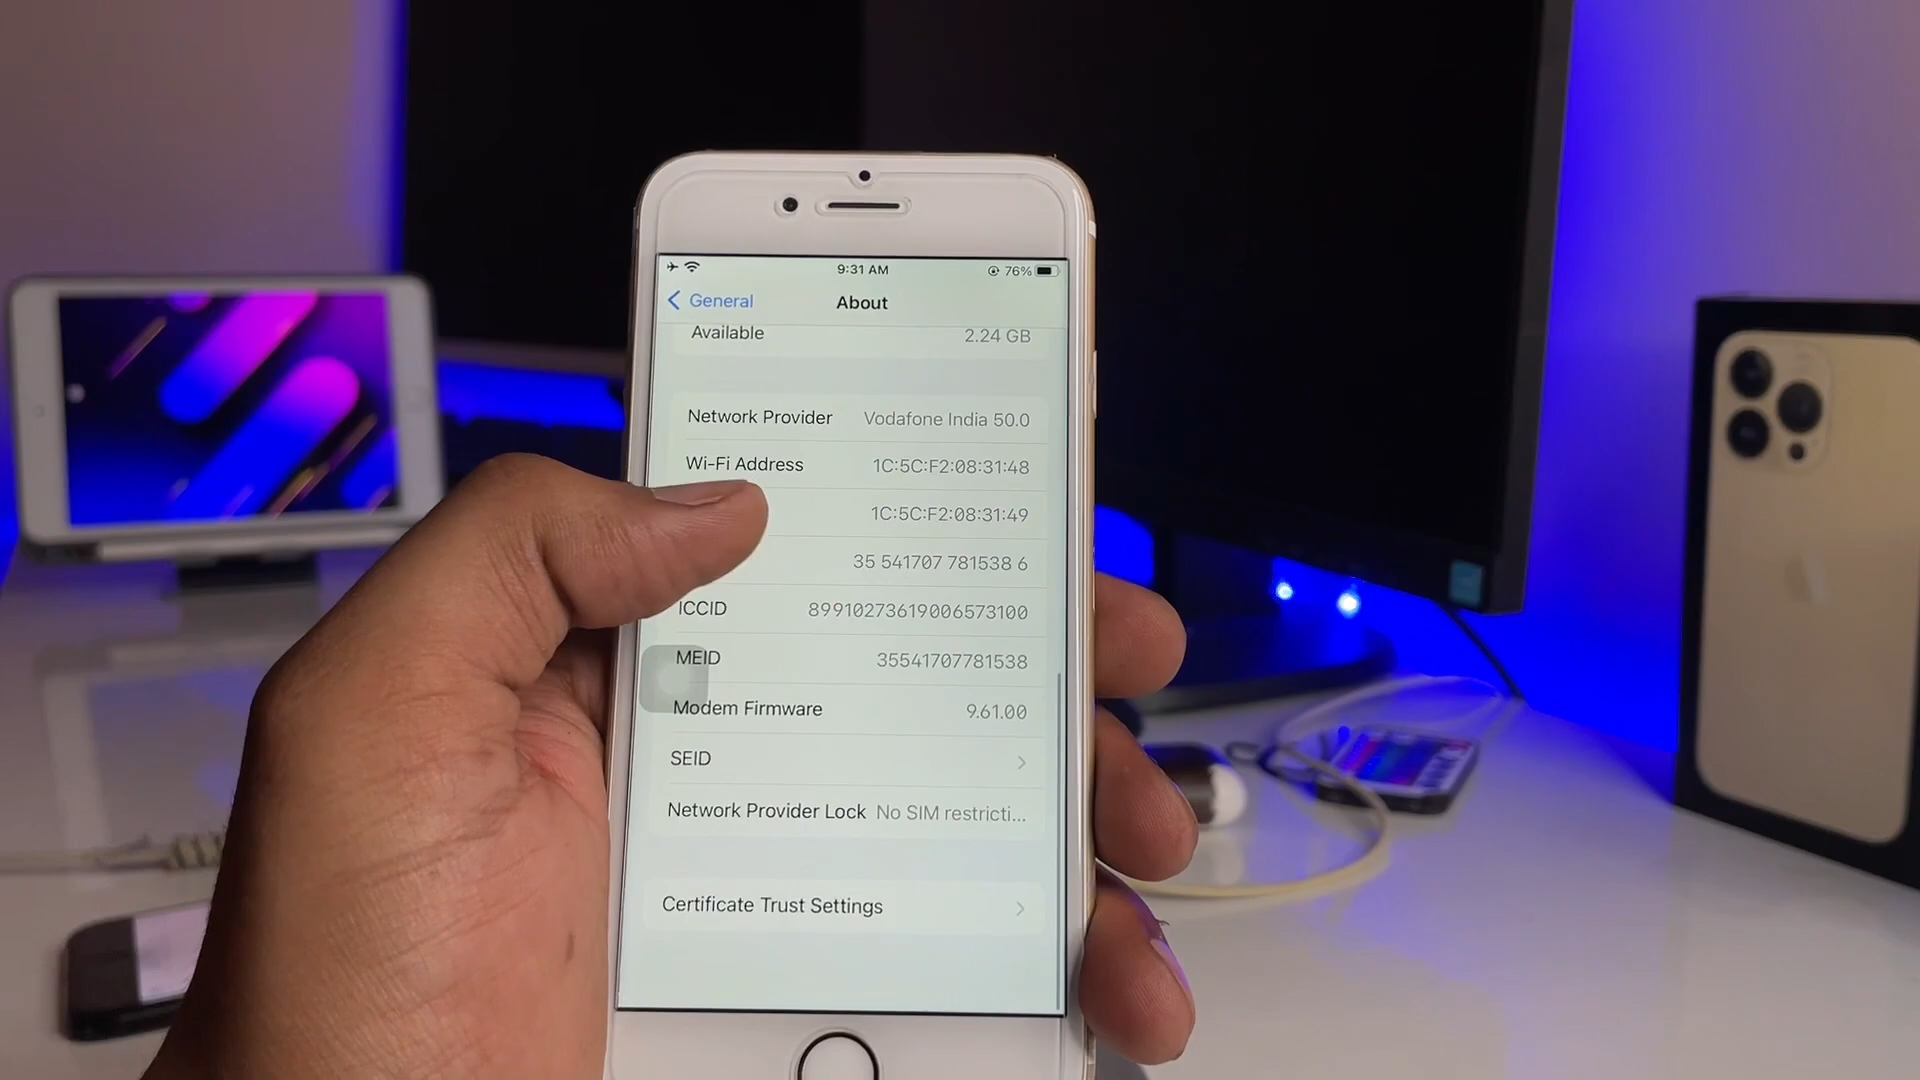 9:31 AM 76%
General About
Available 2.24 GB
Network Provider Vodafone India 50.0
Wi-Fi Address 1C:5C:F2:08:31:48
1C:5C:F2:08:31:49
35 541707 781538 6
ICCID 89910273619006573100
MEID 35541707781538
Modem Firmware 9.61.00
SEID
Network Provider Lock No SIM restricti...
Certificate Trust Settings